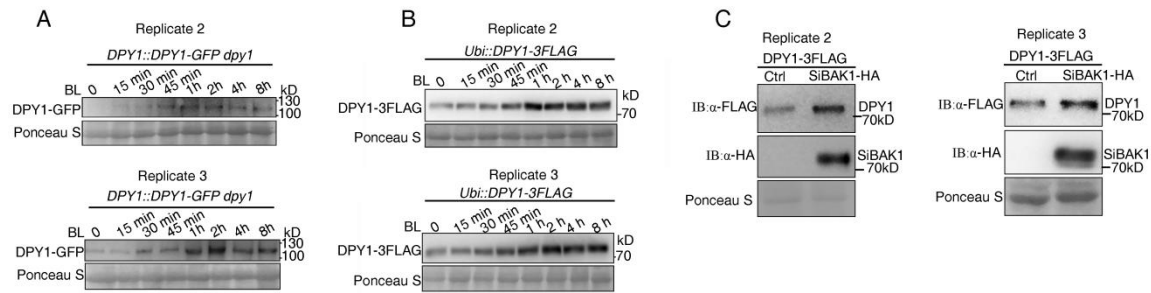 A
Replicate 2
DPY1::DPY1-GFP dpy1
BL 0 15 min 30 min 45 min 1h 2h 4h 8h kD
DPY1-GFP 130
100
Ponceau S
Replicate 3
DPY1::DPY1-GFP dpy1
BL 0 15 min 30 min 45 min 1h 2h 4h 8h kD
DPY1-GFP 130
100
Ponceau S
B
Replicate 2
Ubi::DPY1-3FLAG
BL 0 15 min 30 min 45 min 1 h 2 h 4 h 8 h kD
DPY1-3FLAG -70
Ponceau S
Replicate 3
Ubi::DPY1-3FLAG
BL 0 15 min 30 min 45 min 1 h 2 h 4 h 8 h kD
DPY1-3FLAG -70
Ponceau S
C
Replicate 2
DPY1-3FLAG
Ctrl SiBAK1-HA
IB:α-FLAG DPY1
70kD
IB:α-HA SiBAK1
70kD
Ponceau S
Replicate 3
DPY1-3FLAG
Ctrl SiBAK1-HA
IB:α-FLAG DPY1
70kD
IB:α-HA SiBAK1
70kD
Ponceau S